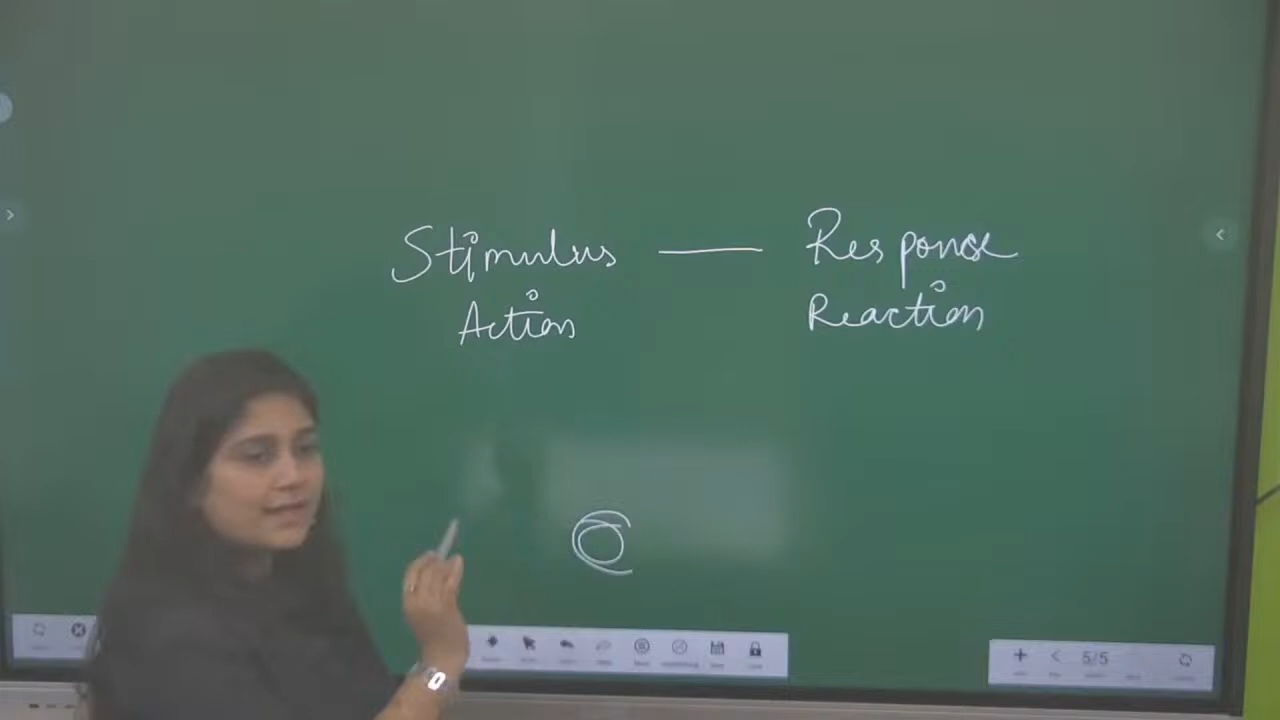 Stimulus — Response
Action Reaction
5/5